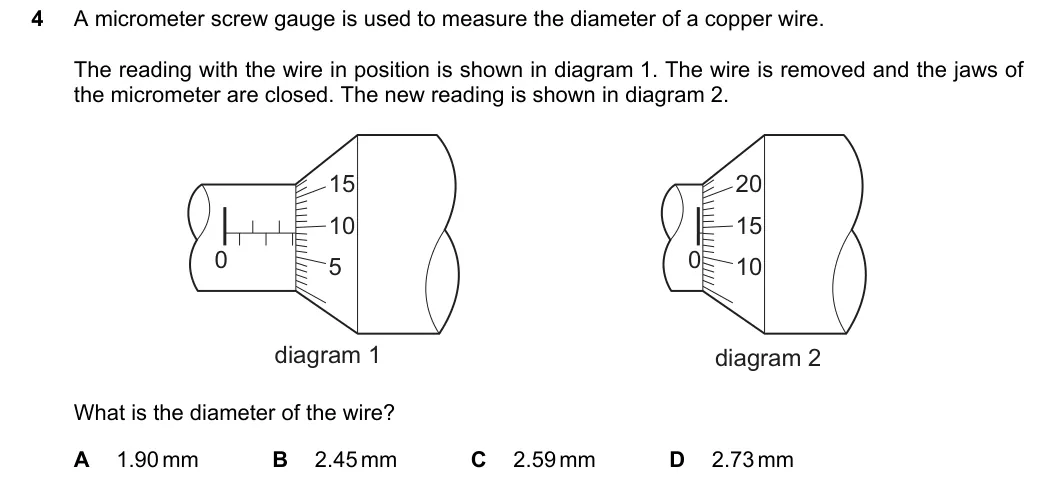 4 A micrometer screw gauge is used to measure the diameter of a copper wire.
The reading with the wire in position is shown in diagram 1. The wire is removed and the jaws of
the micrometer are closed. The new reading is shown in diagram 2.
15
10
5
0
20
15
10
0
diagram 1
diagram 2
What is the diameter of the wire?
A 1.90 mm B 2.45 mm C 2.59 mm D 2.73 mm